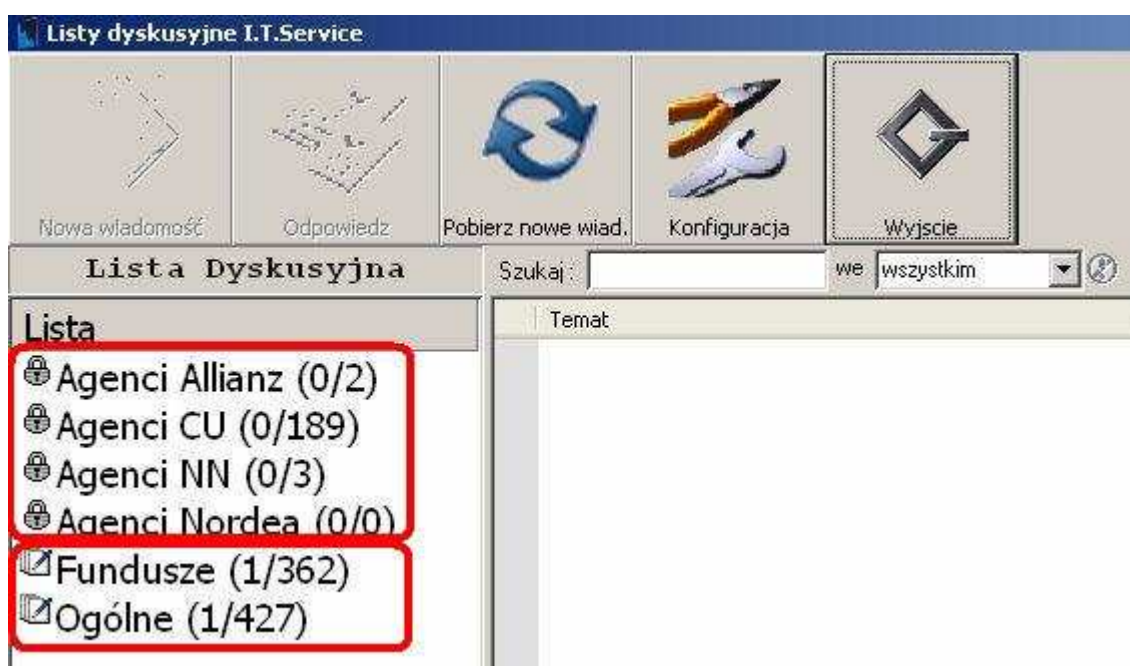 Listy dyskusyjne I.T.Service
Nowa wiadomość Odpowiedz Pobierz nowe wiad. Konfiguracja Wyjscie
Lista Dyskusyjna Szukaj: we wszystkim
Lista Temat
Agenci Allianz (0/2)
Agenci CU (0/189)
Agenci NN (0/3)
Agenci Nordea (0/0)
Fundusze (1/362)
Ogólne (1/427)